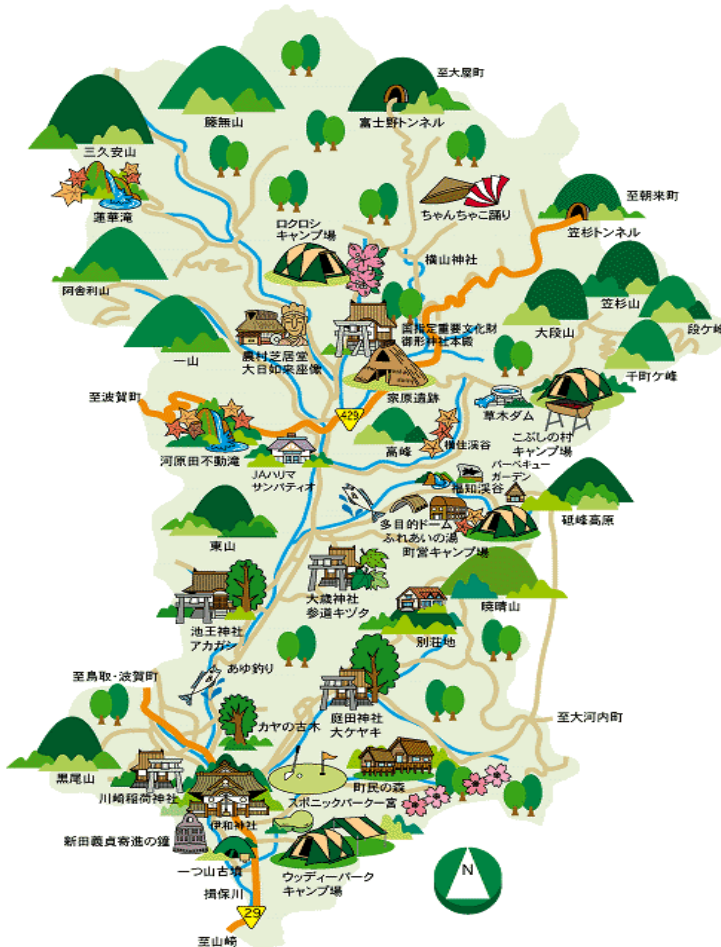 至大屋町
藤無山
富士野トンネル
三久安山
蓮華滝
ちゃんちゃこ踊り
至朝来町
笠杉トンネル
ロクロシ
キャンプ場
横山神社
阿舎利山
笠杉山
大段山
段ケ峰
国指定重要文化財
御形神社本殿
農村芝居堂
大日如来座像
一山
千町ケ峰
家原遺跡
至波賀町
429
草木ダム
高峰
横住渓谷
こぶしの村
キャンプ場
河原田不動滝
JAハリマ
サンパティオ
バーベキュー
ガーデン
福知渓谷
砥峰高原
多目的ドーム
ふれあいの湯
町営キャンプ場
東山
大歳神社
参道キヅタ
暁晴山
池王神社
アカガシ
別荘地
あゆ釣り
至鳥取・波賀町
庭田神社
大ケヤキ
至大河内町
カヤの古木
黒尾山
川崎稲荷神社
町民の森
スポニックパーク一宮
伊和神社
新田義貞寄進の鐘
一つ山古墳
ウッディーパーク
キャンプ場
揖保川
N
29
至山崎